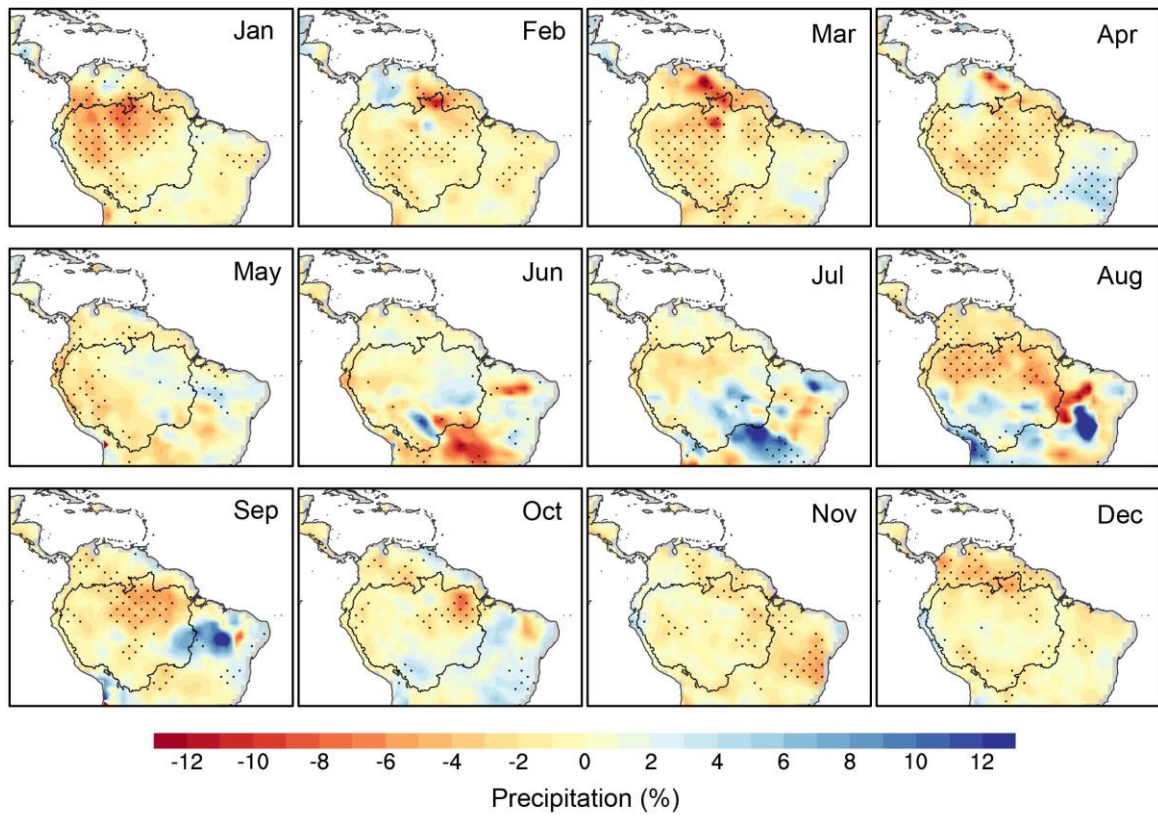 Jan Feb Mar Apr
May Jun Jul Aug
Sep Oct Nov Dec
-12 -10 -8 -6 -4 -2 0 2 4 6 8 10 12
Precipitation (%)